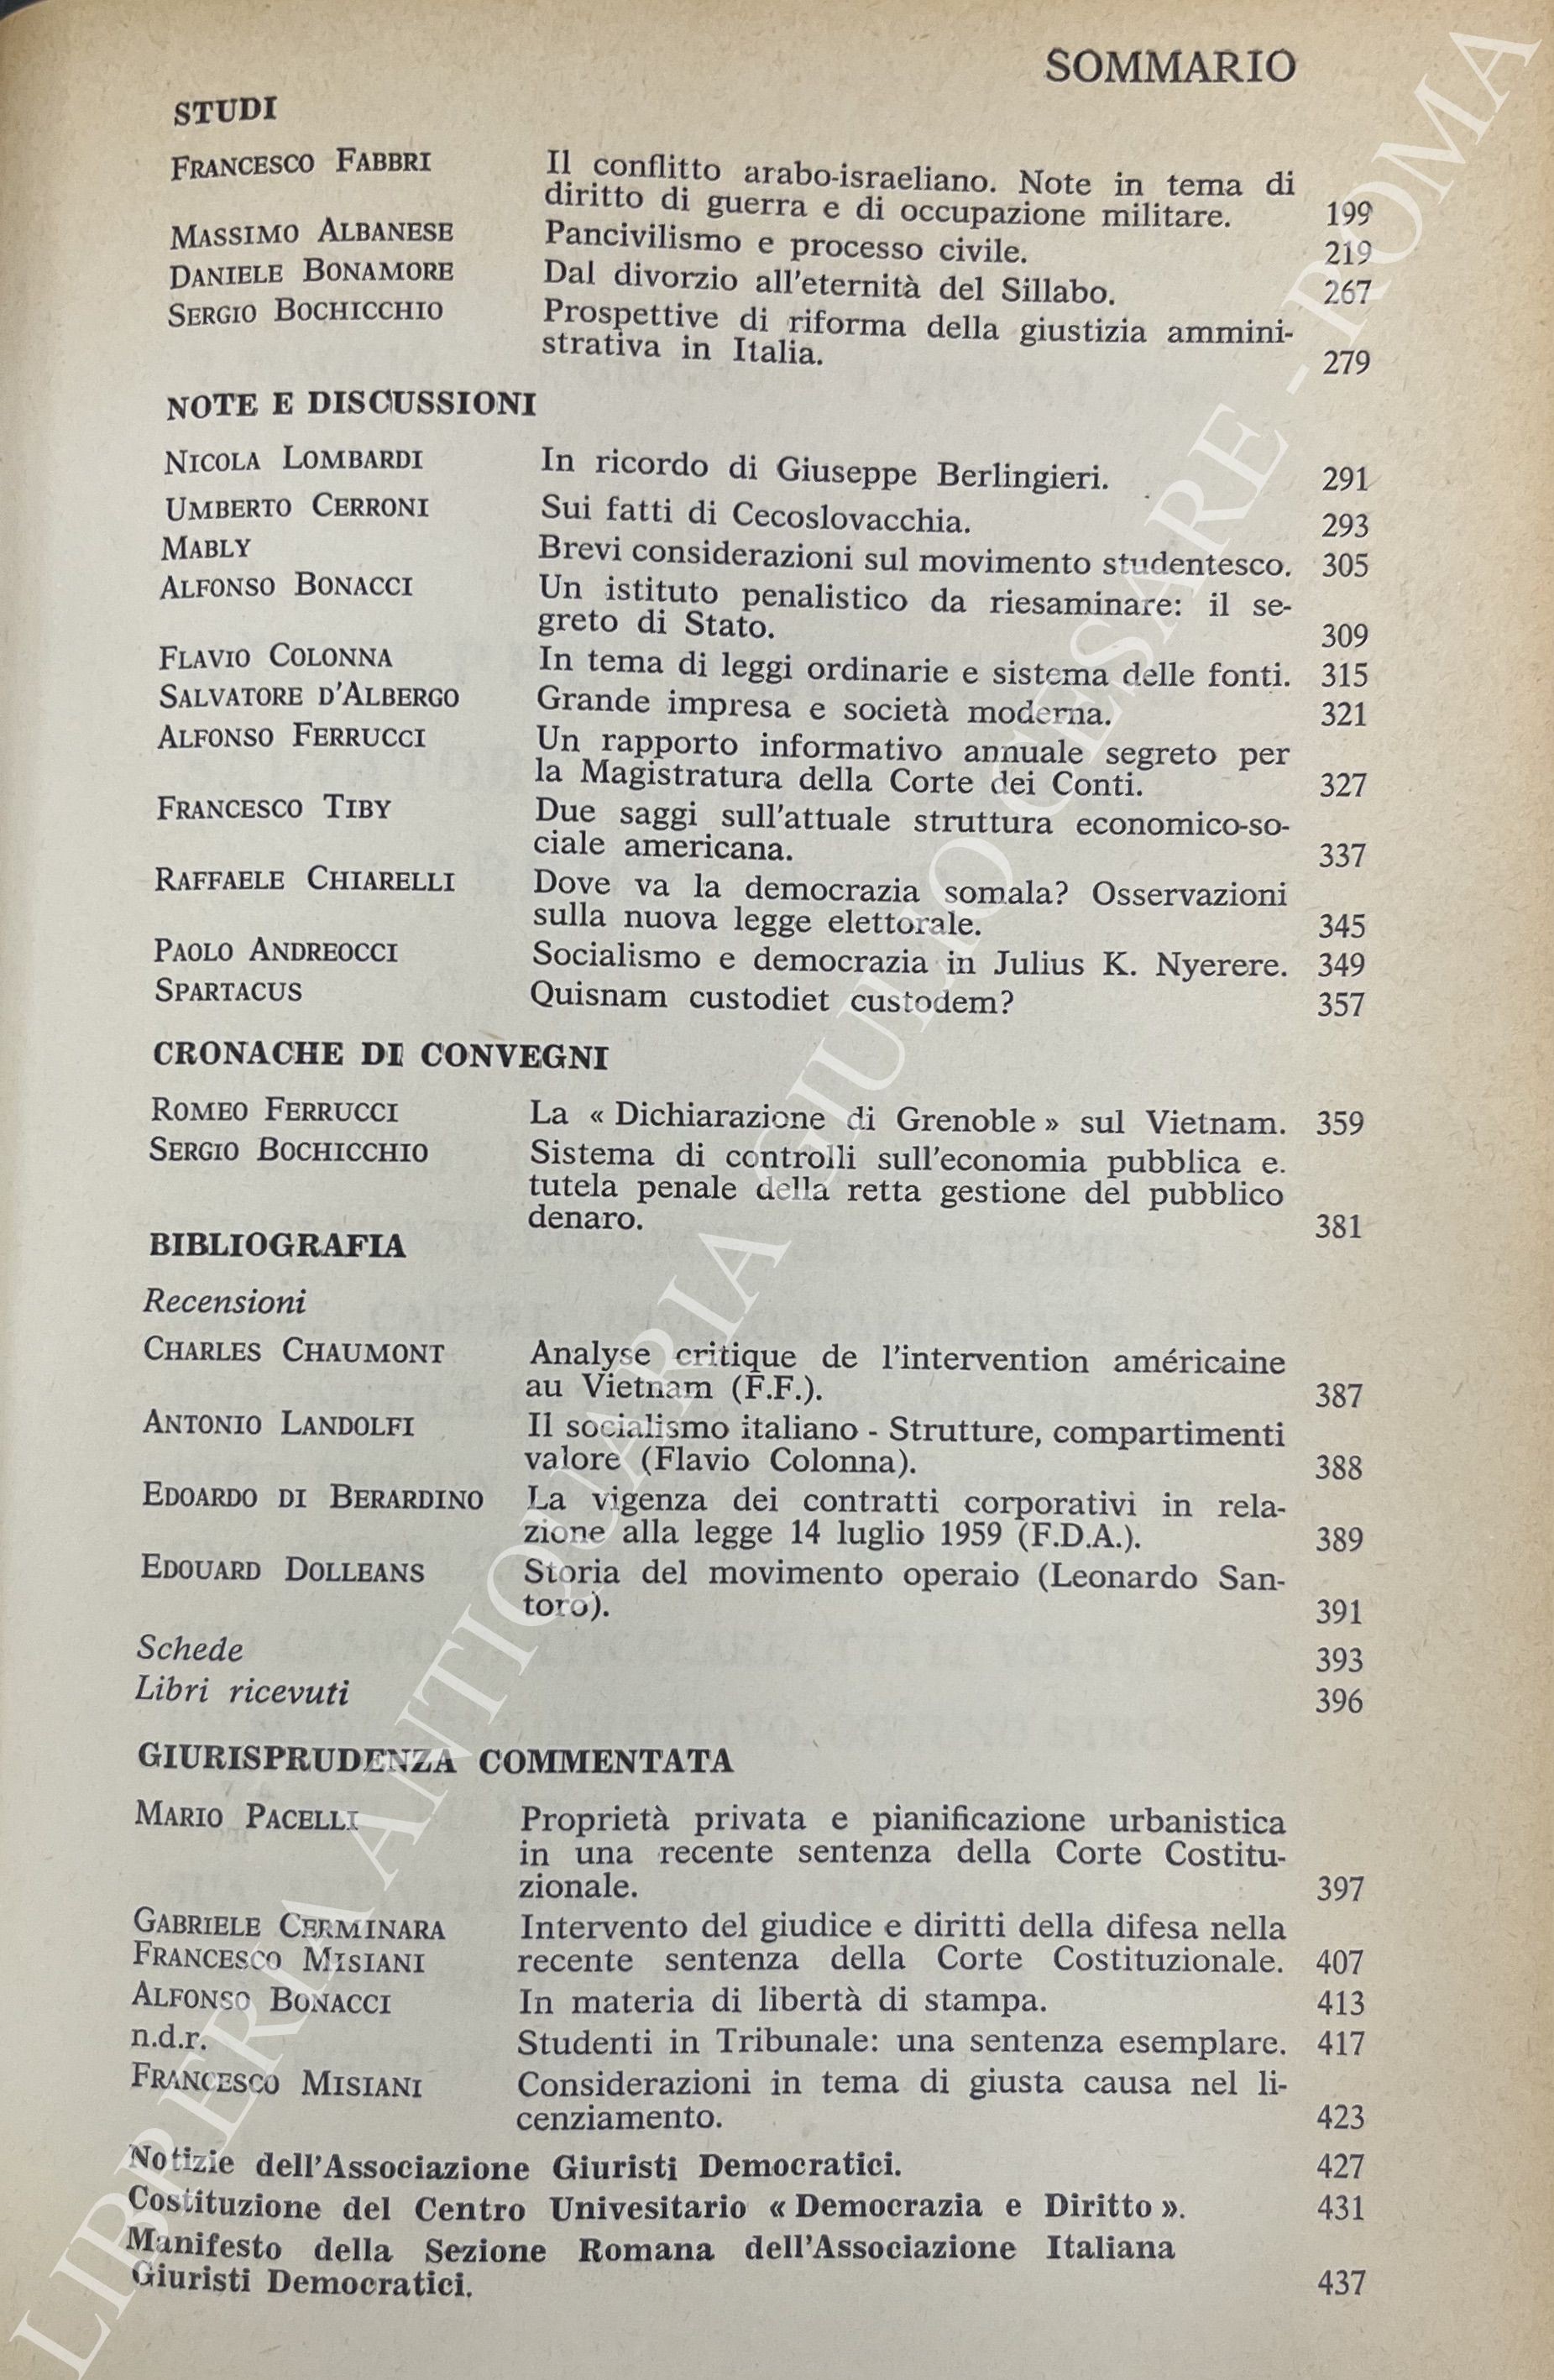 SOMMARIO
STUDI
FRANCESCO FABBRI Il conflitto arabo-israeliano. Note in tema di
diritto di guerra e di occupazione militare. 199
MASSIMO ALBANESE Pancivilismo e processo civile. 219
DANIELE BONAMORE Dal divorzio all'eternità del Sillabo. 267
SERGIO BOCHICCHIO Prospettive di riforma della giustizia ammini-
strativa in Italia. 279
NOTE E DISCUSSIONI
NICOLA LOMBARDI In ricordo di Giuseppe Berlingieri. 291
UMBERTO CERRONI Sui fatti di Cecoslovacchia. 293
MABLY Brevi considerazioni sul movimento studentesco. 305
ALFONSO BONACCI Un istituto penalistico da riesaminare: il se-
greto di Stato. 309
FLAVIO COLONNA In tema di leggi ordinarie e sistema delle fonti. 315
SALVATORE D'ALBERGO Grande impresa e società moderna. 321
ALFONSO FERRUCCI Un rapporto informativo annuale segreto per
la Magistratura della Corte dei Conti. 327
FRANCESCO TIBY Due saggi sull'attuale struttura economico-so-
ciale americana. 337
RAFFAELE CHIARELLI Dove va la democrazia somala? Osservazioni
sulla nuova legge elettorale. 345
PAOLO ANDREOCCI Socialismo e democrazia in Julius K. Nyerere. 349
SPARTACUS Quisnam custodiet custodem? 357
CRONACHE DI CONVEGNI
ROMEO FERRUCCI La « Dichiarazione di Grenoble » sul Vietnam. 359
SERGIO BOCHICCHIO Sistema di controlli sull'economia pubblica e.
tutela penale della retta gestione del pubblico
denaro. 381
BIBLIOGRAFIA
Recensioni
CHARLES CHAUMONT Analyse critique de l'intervention américaine
au Vietnam (F.F.). 387
ANTONIO LANDOLFI Il socialismo italiano - Strutture, compartimenti
valore (Flavio Colonna). 388
EDOARDO DI BERARDINO La vigenza dei contratti corporativi in rela-
zione alla legge 14 luglio 1959 (F.D.A.). 389
EDOUARD DOLLEANS Storia del movimento operaio (Leonardo San-
toro). 391
Schede 393
Libri ricevuti 396
GIURISPRUDENZA COMMENTATA
MARIO PACELLI Proprietà privata e pianificazione urbanistica
in una recente sentenza della Corte Costitu-
zionale. 397
GABRIELE CERMINARA Intervento del giudice e diritti della difesa nella
FRANCESCO MISIANI recente sentenza della Corte Costituzionale. 407
ALFONSO BONACCI In materia di libertà di stampa. 413
n.d.r. Studenti in Tribunale: una sentenza esemplare. 417
FRANCESCO MISIANI Considerazioni in tema di giusta causa nel li-
cenziamento. 423
Notizie dell'Associazione Giuristi Democratici. 427
Costituzione del Centro Univesitario « Democrazia e Diritto ». 431
Manifesto della Sezione Romana dell'Associazione Italiana
Giuristi Democratici. 437
LIBRERIA ANTIQUARIA GIULIO CESARE - ROMA